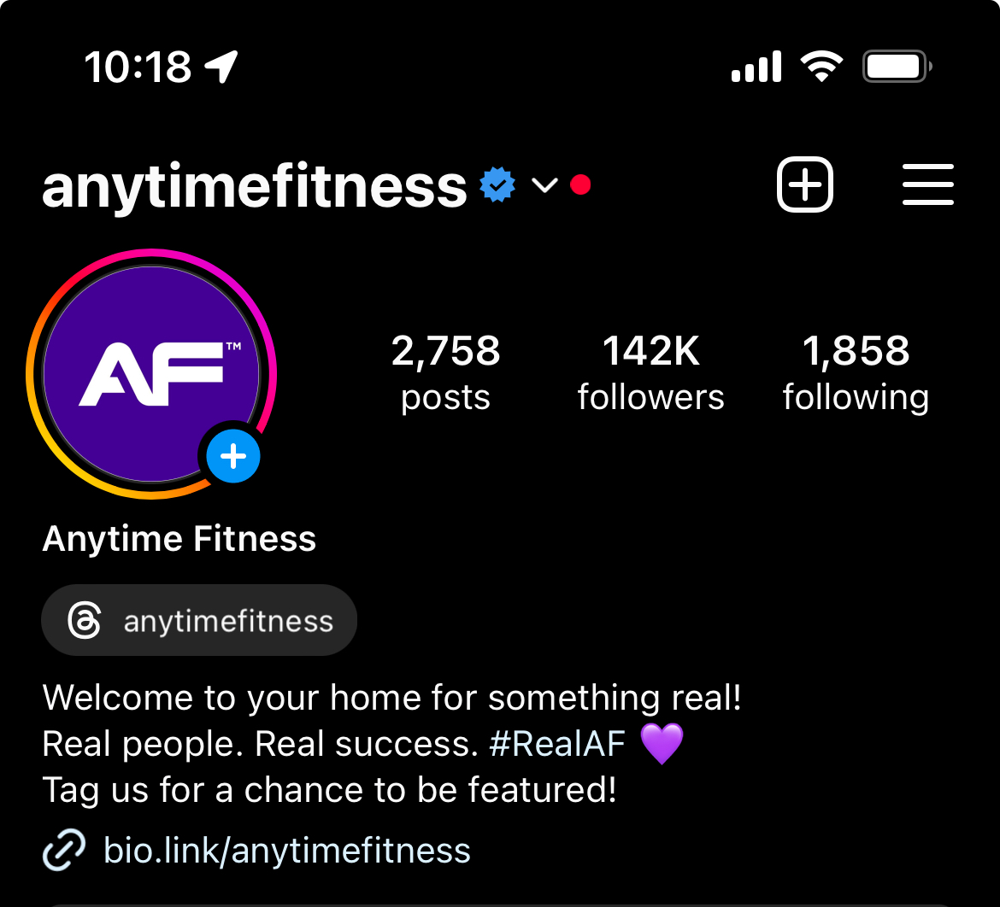 10:18
anytimefitness
AF™
2,758 142K 1,858
posts followers following
Anytime Fitness
anytimefitness
Welcome to your home for something real!
Real people. Real success. #RealAF 💜
Tag us for a chance to be featured!
bio.link/anytimefitness